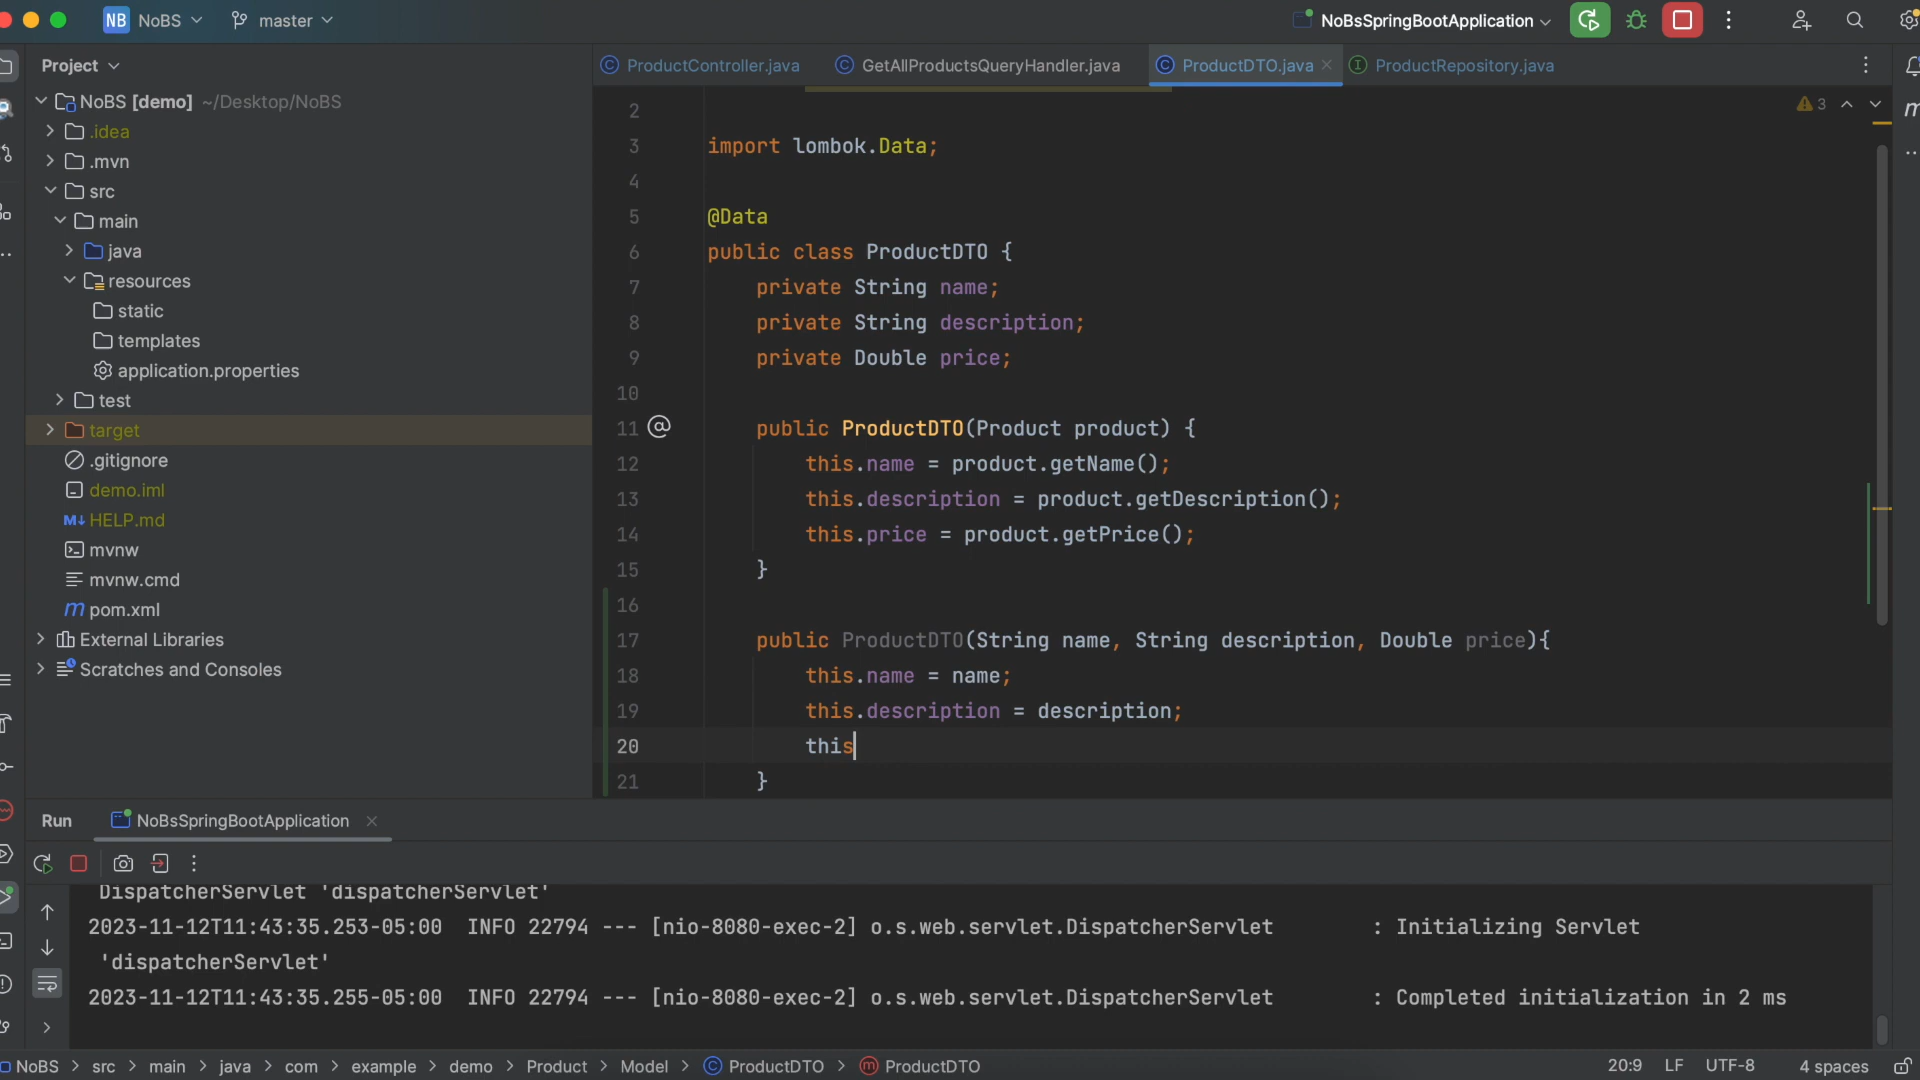 NB NoBS master NoBsSpringBootApplication
Project ProductController.java GetAllProductsQueryHandler.java ProductDTO.java ProductRepository.java
NoBS [demo] ~/Desktop/NoBS
.idea
.mvn
src
main
java
resources
static
templates
application.properties
test
target
.gitignore
demo.iml
M↓ HELP.md
mvnw
mvnw.cmd
m pom.xml
External Libraries
Scratches and Consoles
3
2
3 import lombok.Data;
4
5 @Data
6 public class ProductDTO {
7 private String name;
8 private String description;
9 private Double price;
10
11 @ public ProductDTO(Product product) {
12 this.name = product.getName();
13 this.description = product.getDescription();
14 this.price = product.getPrice();
15 }
16
17 public ProductDTO(String name, String description, Double price){
18 this.name = name;
19 this.description = description;
20 this
21 }
Run NoBsSpringBootApplication
DispatcherServlet 'dispatcherServlet'
2023-11-12T11:43:35.253-05:00 INFO 22794 --- [nio-8080-exec-2] o.s.web.servlet.DispatcherServlet : Initializing Servlet
'dispatcherServlet'
2023-11-12T11:43:35.255-05:00 INFO 22794 --- [nio-8080-exec-2] o.s.web.servlet.DispatcherServlet : Completed initialization in 2 ms
NoBS > src > main > java > com > example > demo > Product > Model > ProductDTO > ProductDTO 20:9 LF UTF-8 4 spaces